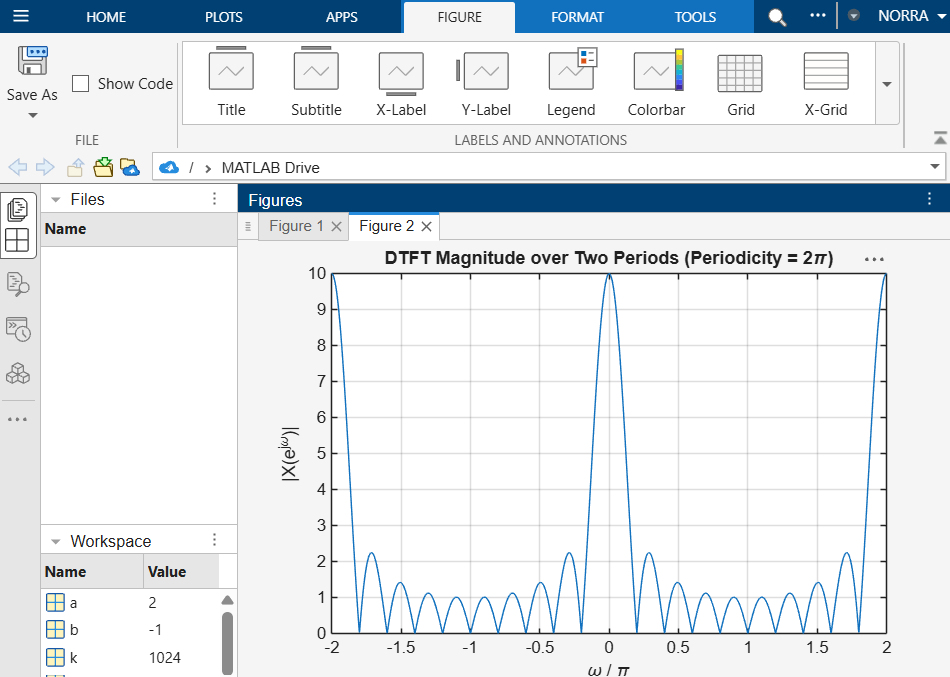 HOME PLOTS APPS FIGURE FORMAT TOOLS NORRA
Save As
Show Code
Title Subtitle X-Label Y-Label Legend Colorbar Grid X-Grid
FILE LABELS AND ANNOTATIONS
/ › MATLAB Drive
Files
Name
Figures
Figure 1 × Figure 2 ×
DTFT Magnitude over Two Periods (Periodicity = 2π)
10
9
8
7
6
5
4
3
2
1
0
|X(e^{jω})|
-2 -1.5 -1 -0.5 0 0.5 1 1.5 2
ω / π
Workspace
Name Value
a 2
b -1
k 1024